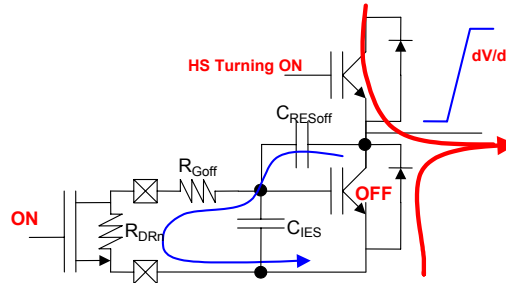 HS Turning ON
dV/d
CRESoff
RGoff
OFF
ON
RDRn
CIES